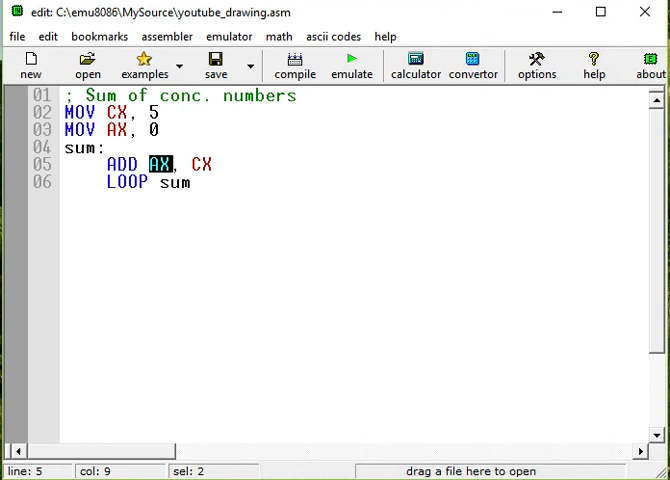 edit: C:\emu8086\MySource\youtube_drawing.asm
file edit bookmarks assembler emulator math ascii codes help
new open examples save compile emulate calculator convertor options help about
01 ; Sum of conc. numbers
02 MOV CX, 5
03 MOV AX, 0
04 sum:
05 ADD AX, CX
06 LOOP sum
line: 5 col: 9 sel: 2 drag a file here to open